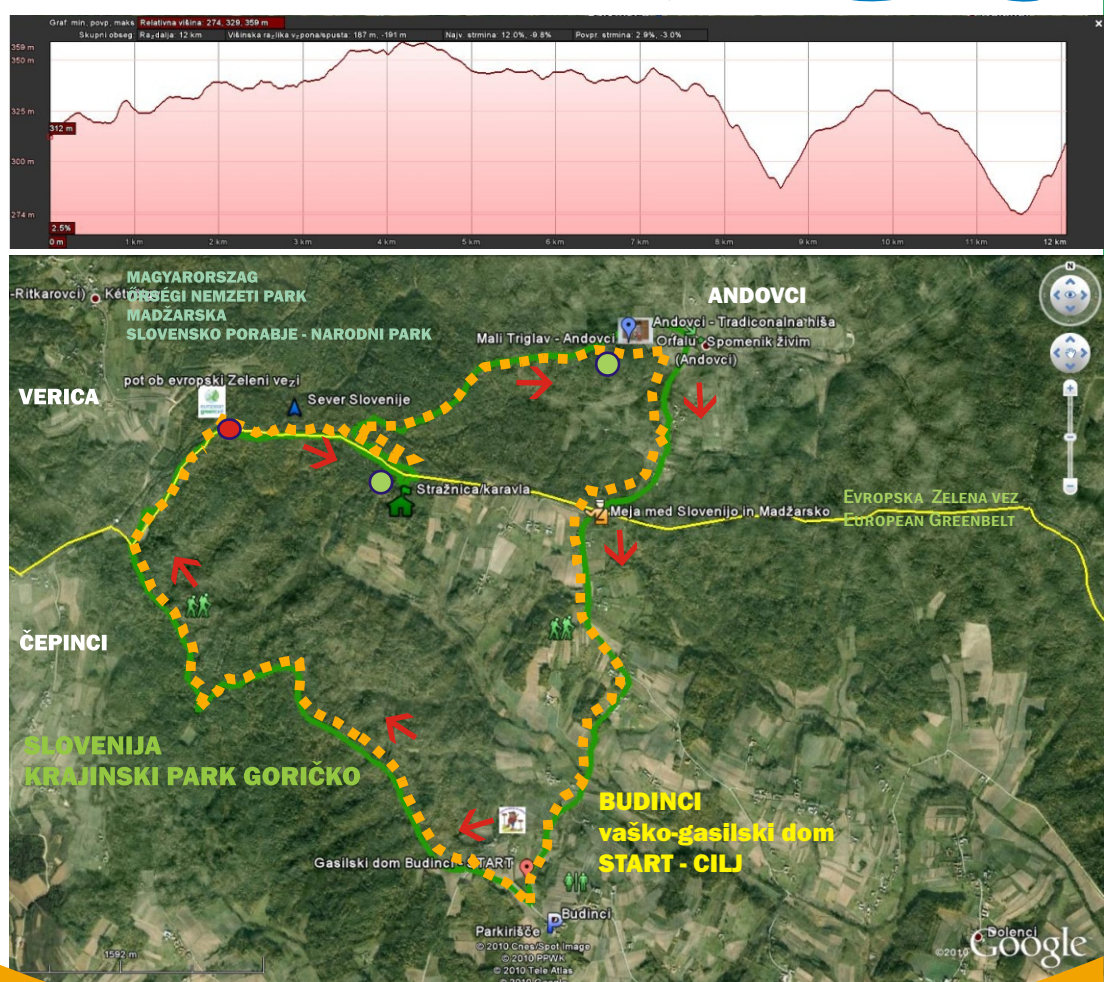 Graf min, povp, maks Relativna višina: 274, 329, 359 m
Skupni obseg: Razdalja: 12 km Višinska razlika vzpona/spusta: 187 m, -191 m Najv. strmina: 12.0%, -9.8% Povpr. strmina: 2.9%, -3.0%
359 m
350 m
325 m
312 m
300 m
274 m
2.5%
0 m 1 km 2 km 3 km 4 km 5 km 6 km 7 km 8 km 9 km 10 km 11 km 12 km
MAGYARORSZAG
ŐRSÉGI NEMZETI PARK
MADŽARSKA
SLOVENSKO PORABJE - NARODNI PARK
-Ritkarovci)
N
ANDOVCI
Andovci - Tradiconalna hiša
Mali Triglav - Andovci
Orfalu - Spomenik živim
(Andovci)
pot ob evropski Zeleni vezi
VERICA
Sever Slovenije
Stražnica/karavla
Meja med Slovenijo in Madžarsko
EVROPSKA ZELENA VEZ
EUROPEAN GREENBELT
ČEPINCI
SLOVENIJA
KRAJINSKI PARK GORIČKO
BUDINCI
vaško-gasilski dom
START - CILJ
Gasilski dom Budinci - START
Budinci
Parkirišče P
© 2010 Cnes/Spot Image
© 2010 PPWK
© 2010 Tele Atlas
© 2010 Google
Dolenci
©2010 Google
1592 m